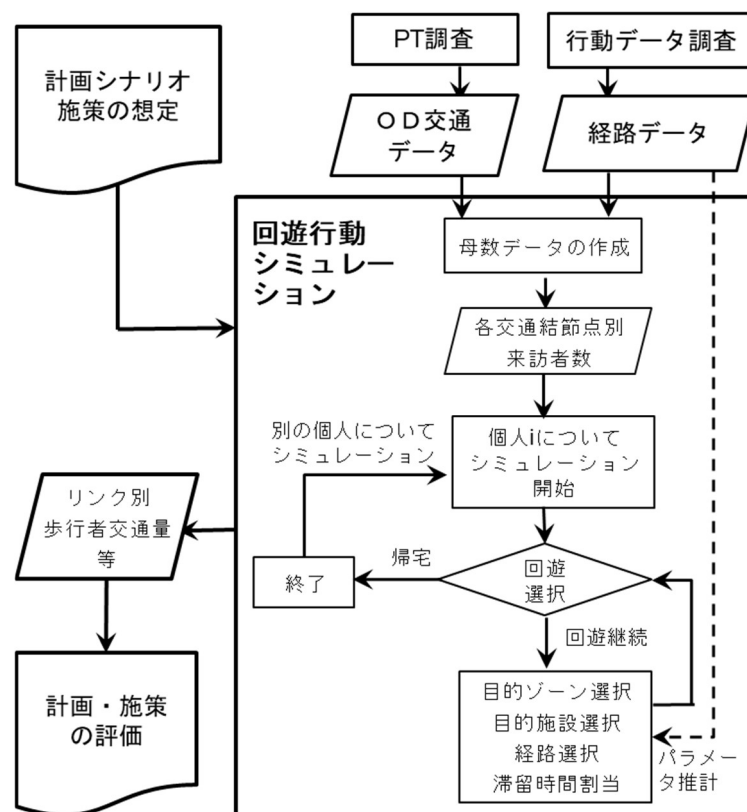 PT調査
行動データ調査
計画シナリオ
施策の想定
OD交通
データ
経路データ
回遊行動
シミュレー
ション
母数データの作成
各交通結節点別
来訪者数
別の個人について
シミュレーション
個人iについて
シミュレーション
開始
リンク別
歩行者交通量
等
終了
帰宅
回遊
選択
回遊継続
計画・施策
の評価
目的ゾーン選択
目的施設選択
経路選択
滞留時間割当
パラメー
タ推計